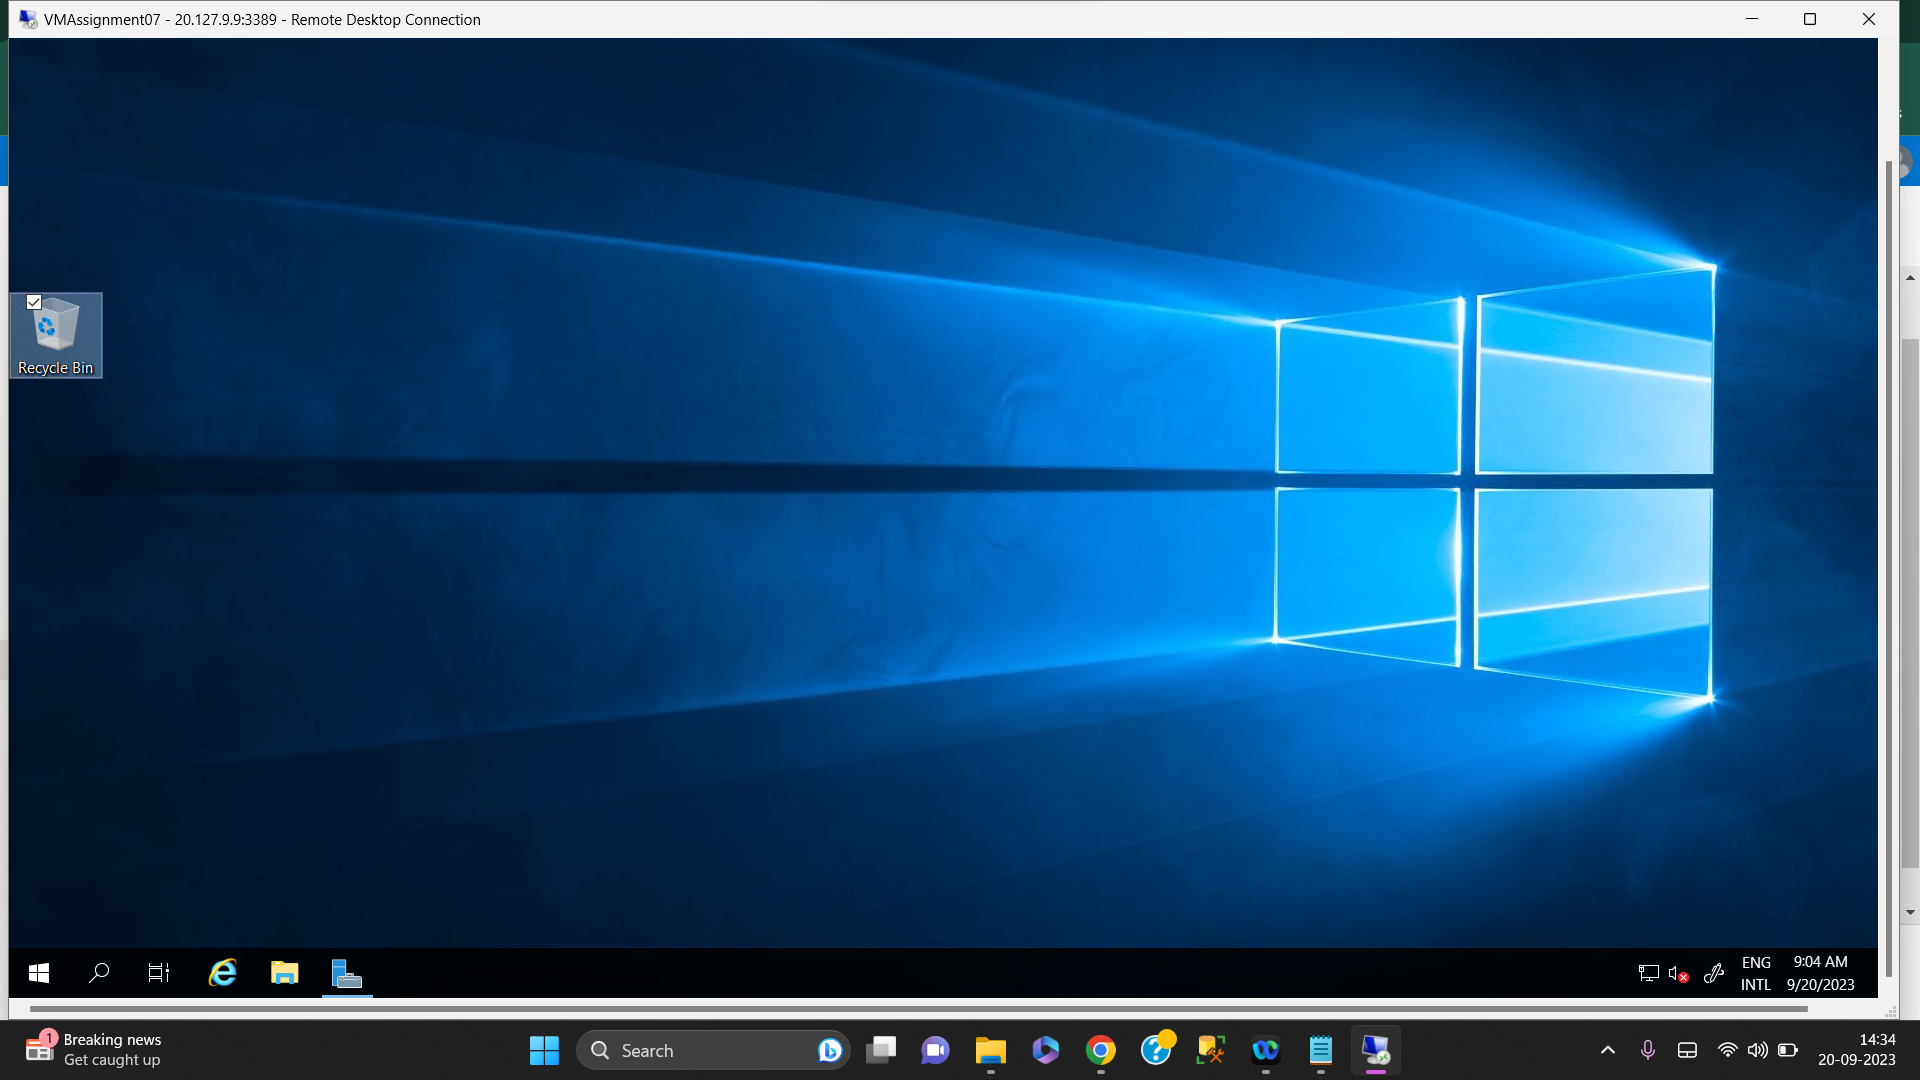 VMAssignment07 - 20.127.9.9:3389 - Remote Desktop Connection
Recycle Bin
ENG
INTL
9:04 AM
9/20/2023
1
Breaking news
Get caught up
Search
14:34
20-09-2023